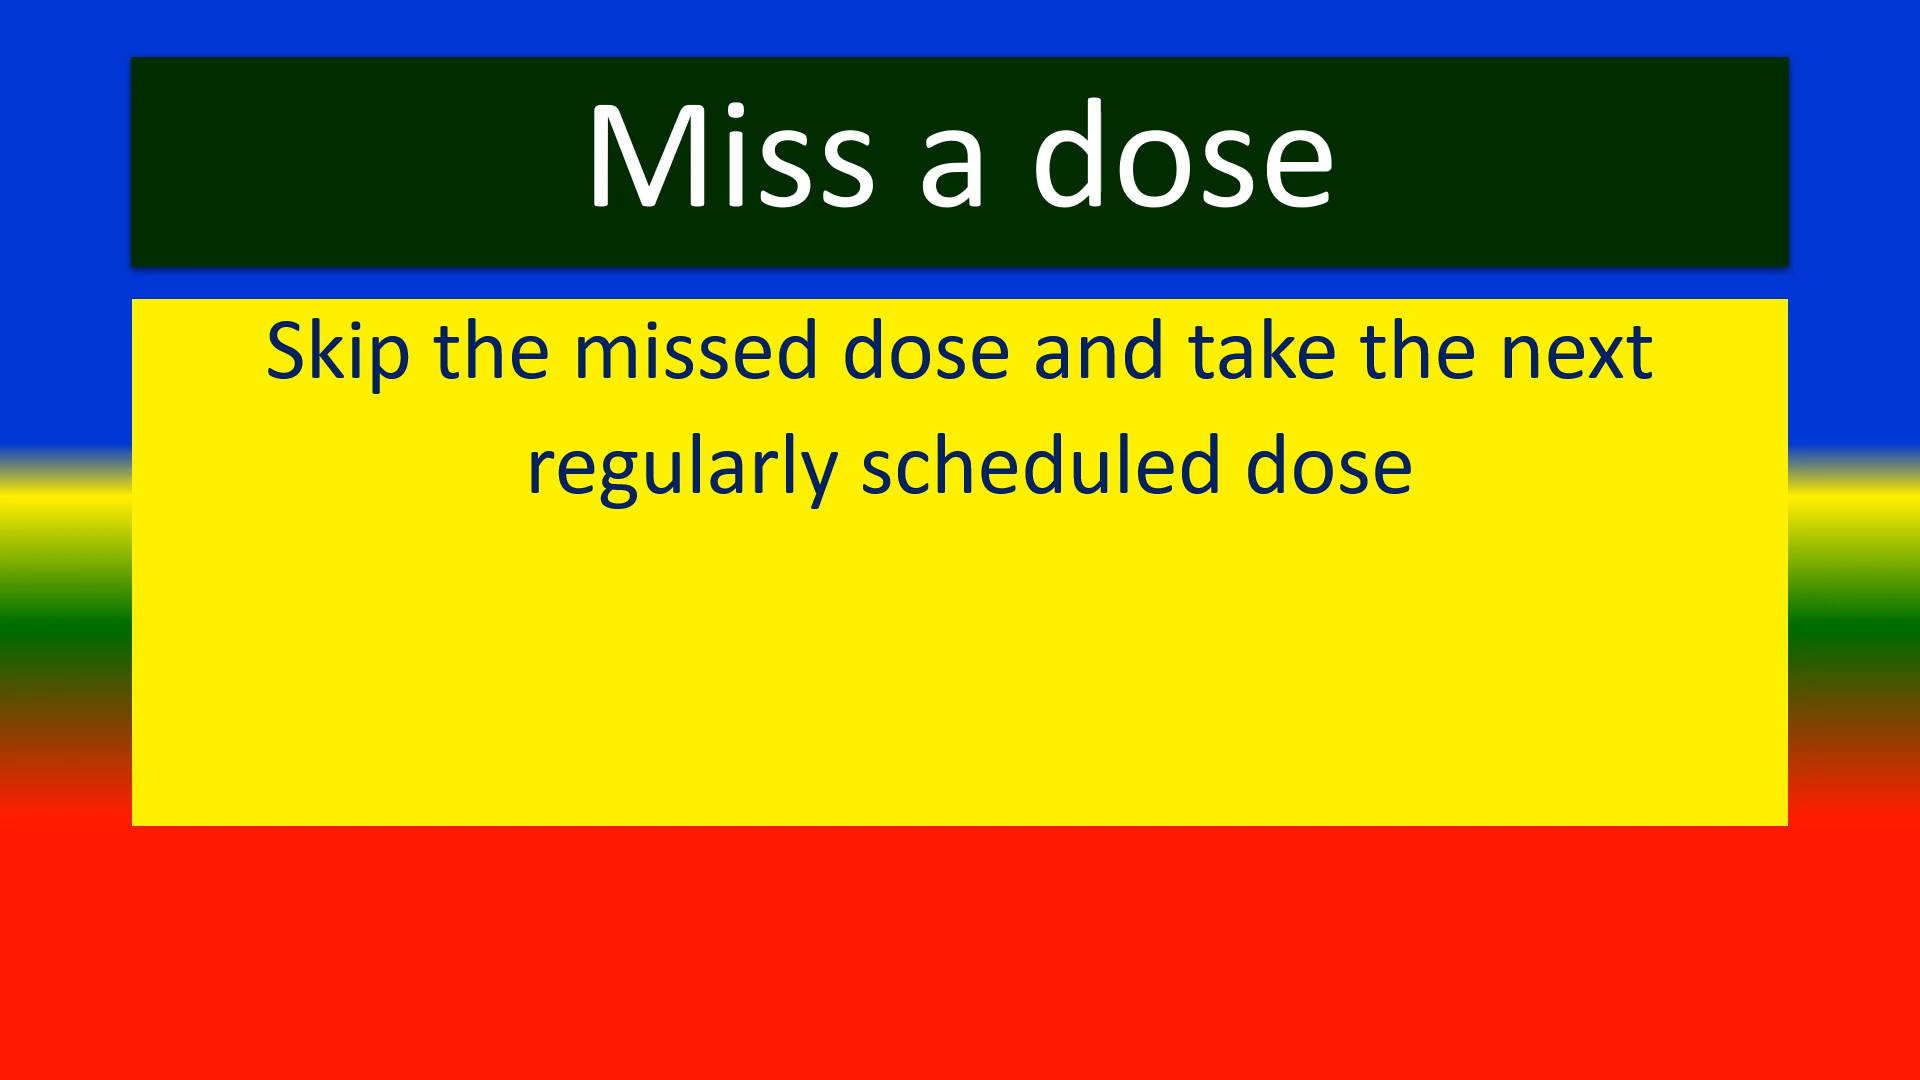 Miss a dose
Skip the missed dose and take the next
regularly scheduled dose